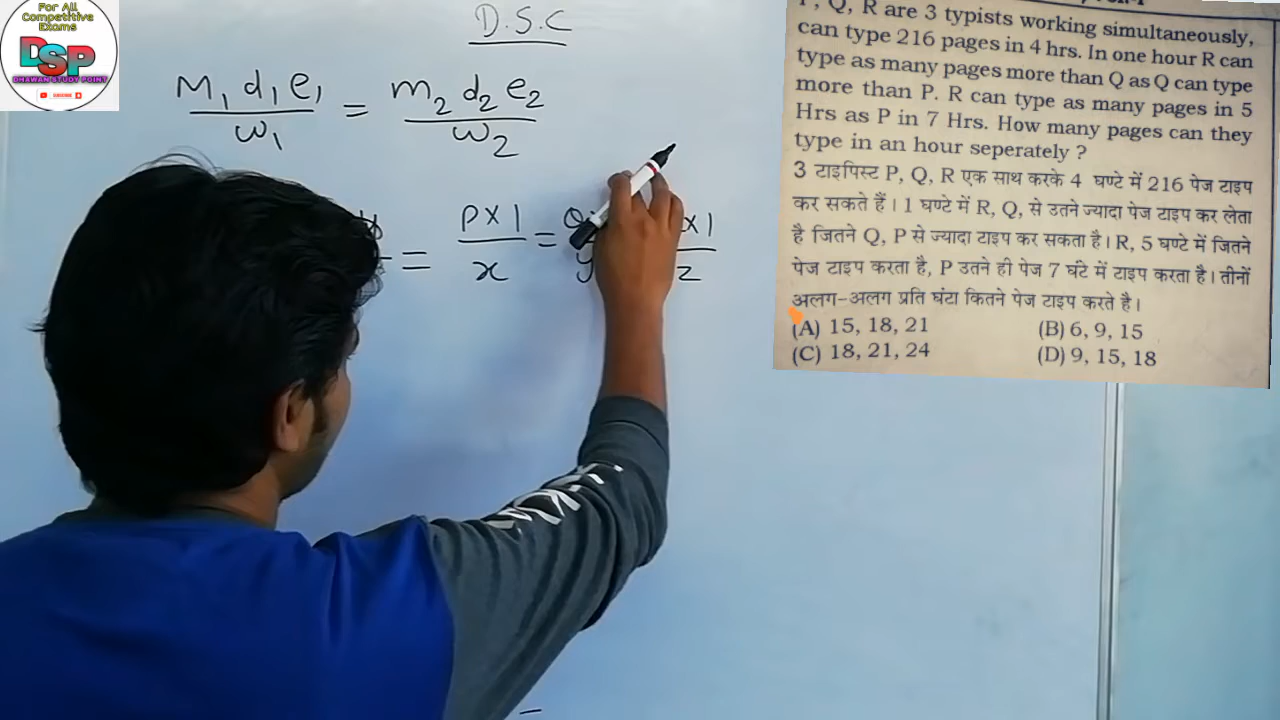 For All
Competitive
Exams
DSP
DHAWAN STUDY POINT
SUBSCRIBE
D.S.C
M₁ d₁ e₁ / w₁ = m₂ d₂ e₂ / w₂
= P×1 / x = / y ×1 / z
P, Q, R are 3 typists working simultaneously,
can type 216 pages in 4 hrs. In one hour R can
type as many pages more than Q as Q can type
more than P. R can type as many pages in 5
Hrs as P in 7 Hrs. How many pages can they
type in an hour seperately ?
3 टाइपिस्ट P, Q, R एक साथ करके 4 घण्टे में 216 पेज टाइप
कर सकते हैं। 1 घण्टे में R, Q, से उतने ज्यादा पेज टाइप कर लेता
है जितने Q, P से ज्यादा टाइप कर सकता है। R, 5 घण्टे में जितने
पेज टाइप करता है, P उतने ही पेज 7 घंटे में टाइप करता है। तीनों
अलग-अलग प्रति घंटा कितने पेज टाइप करते है।
(A) 15, 18, 21 (B) 6, 9, 15
(C) 18, 21, 24 (D) 9, 15, 18